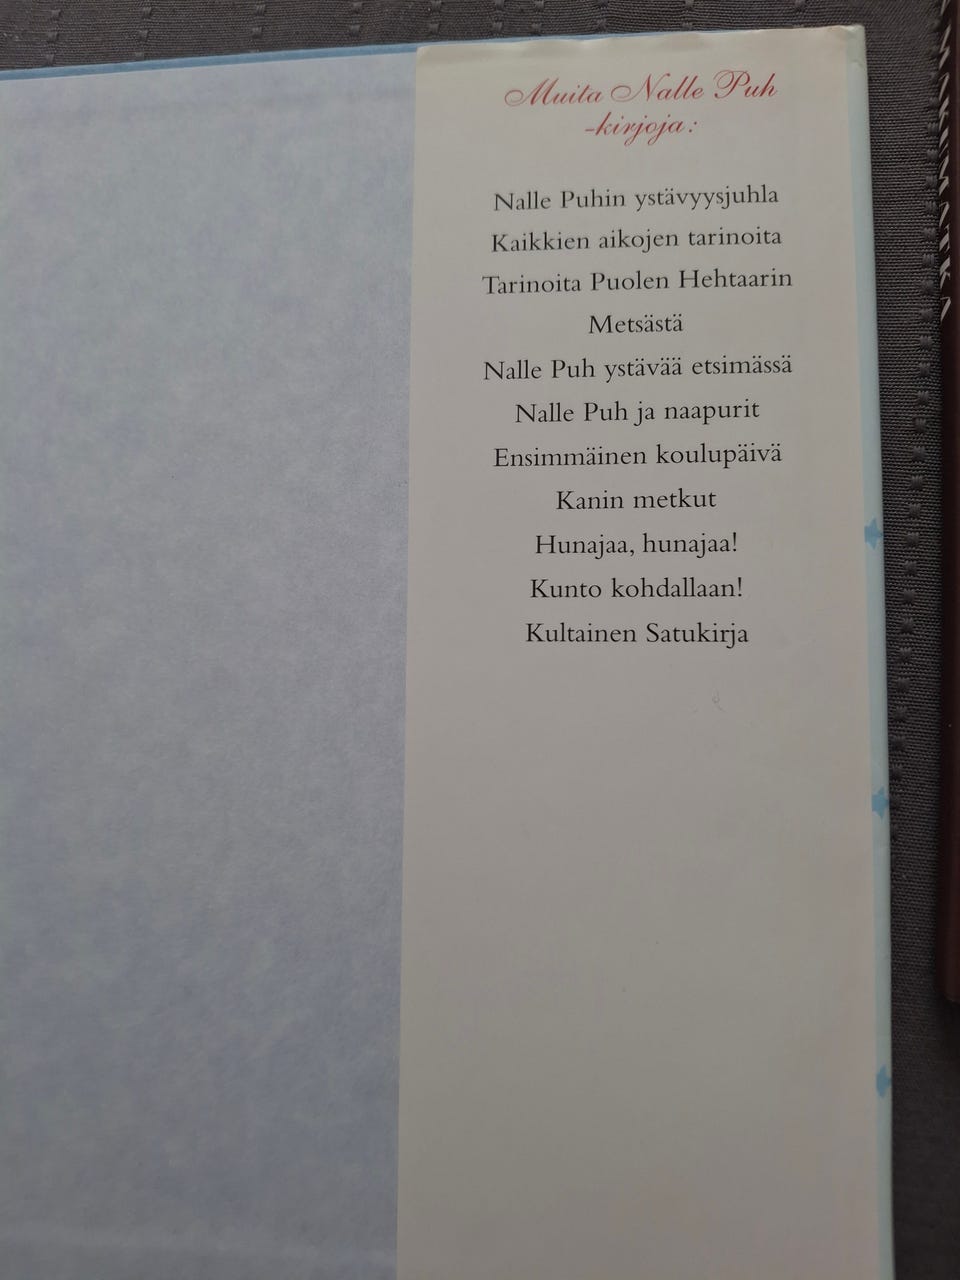 Muita Nalle Puh
-kirjoja:
Nalle Puhin ystävyysjuhla
Kaikkien aikojen tarinoita
Tarinoita Puolen Hehtaarin
Metsästä
Nalle Puh ystävää etsimässä
Nalle Puh ja naapurit
Ensimmäinen koulupäivä
Kanin metkut
Hunajaa, hunajaa!
Kunto kohdallaan!
Kultainen Satukirja